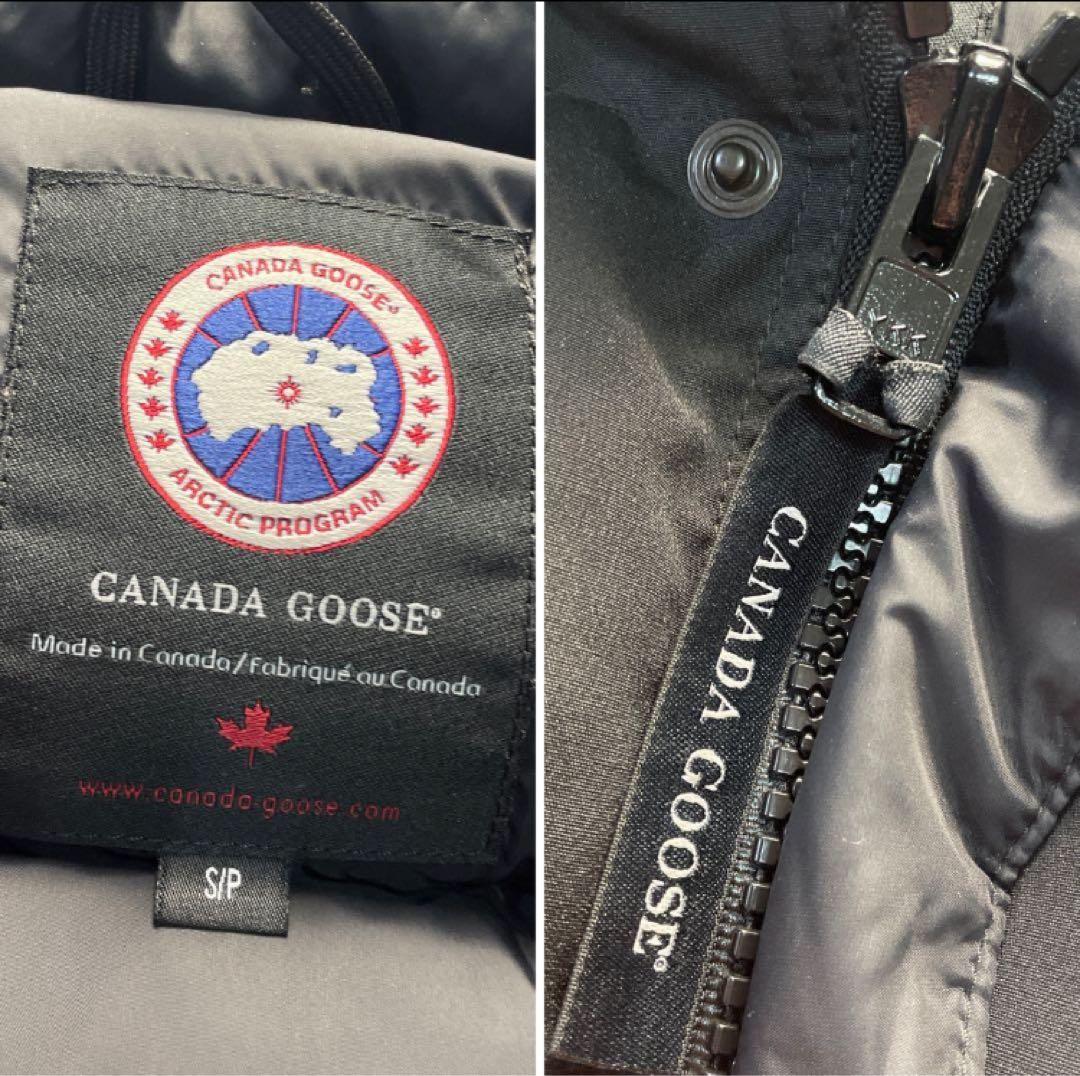 CANADA GOOSE®
ARCTIC PROGRAM
CANADA GOOSE®
Made in Canada/Fabriqué au Canada
www.canada-goose.com
S/P
YKK
CANADA GOOSE®